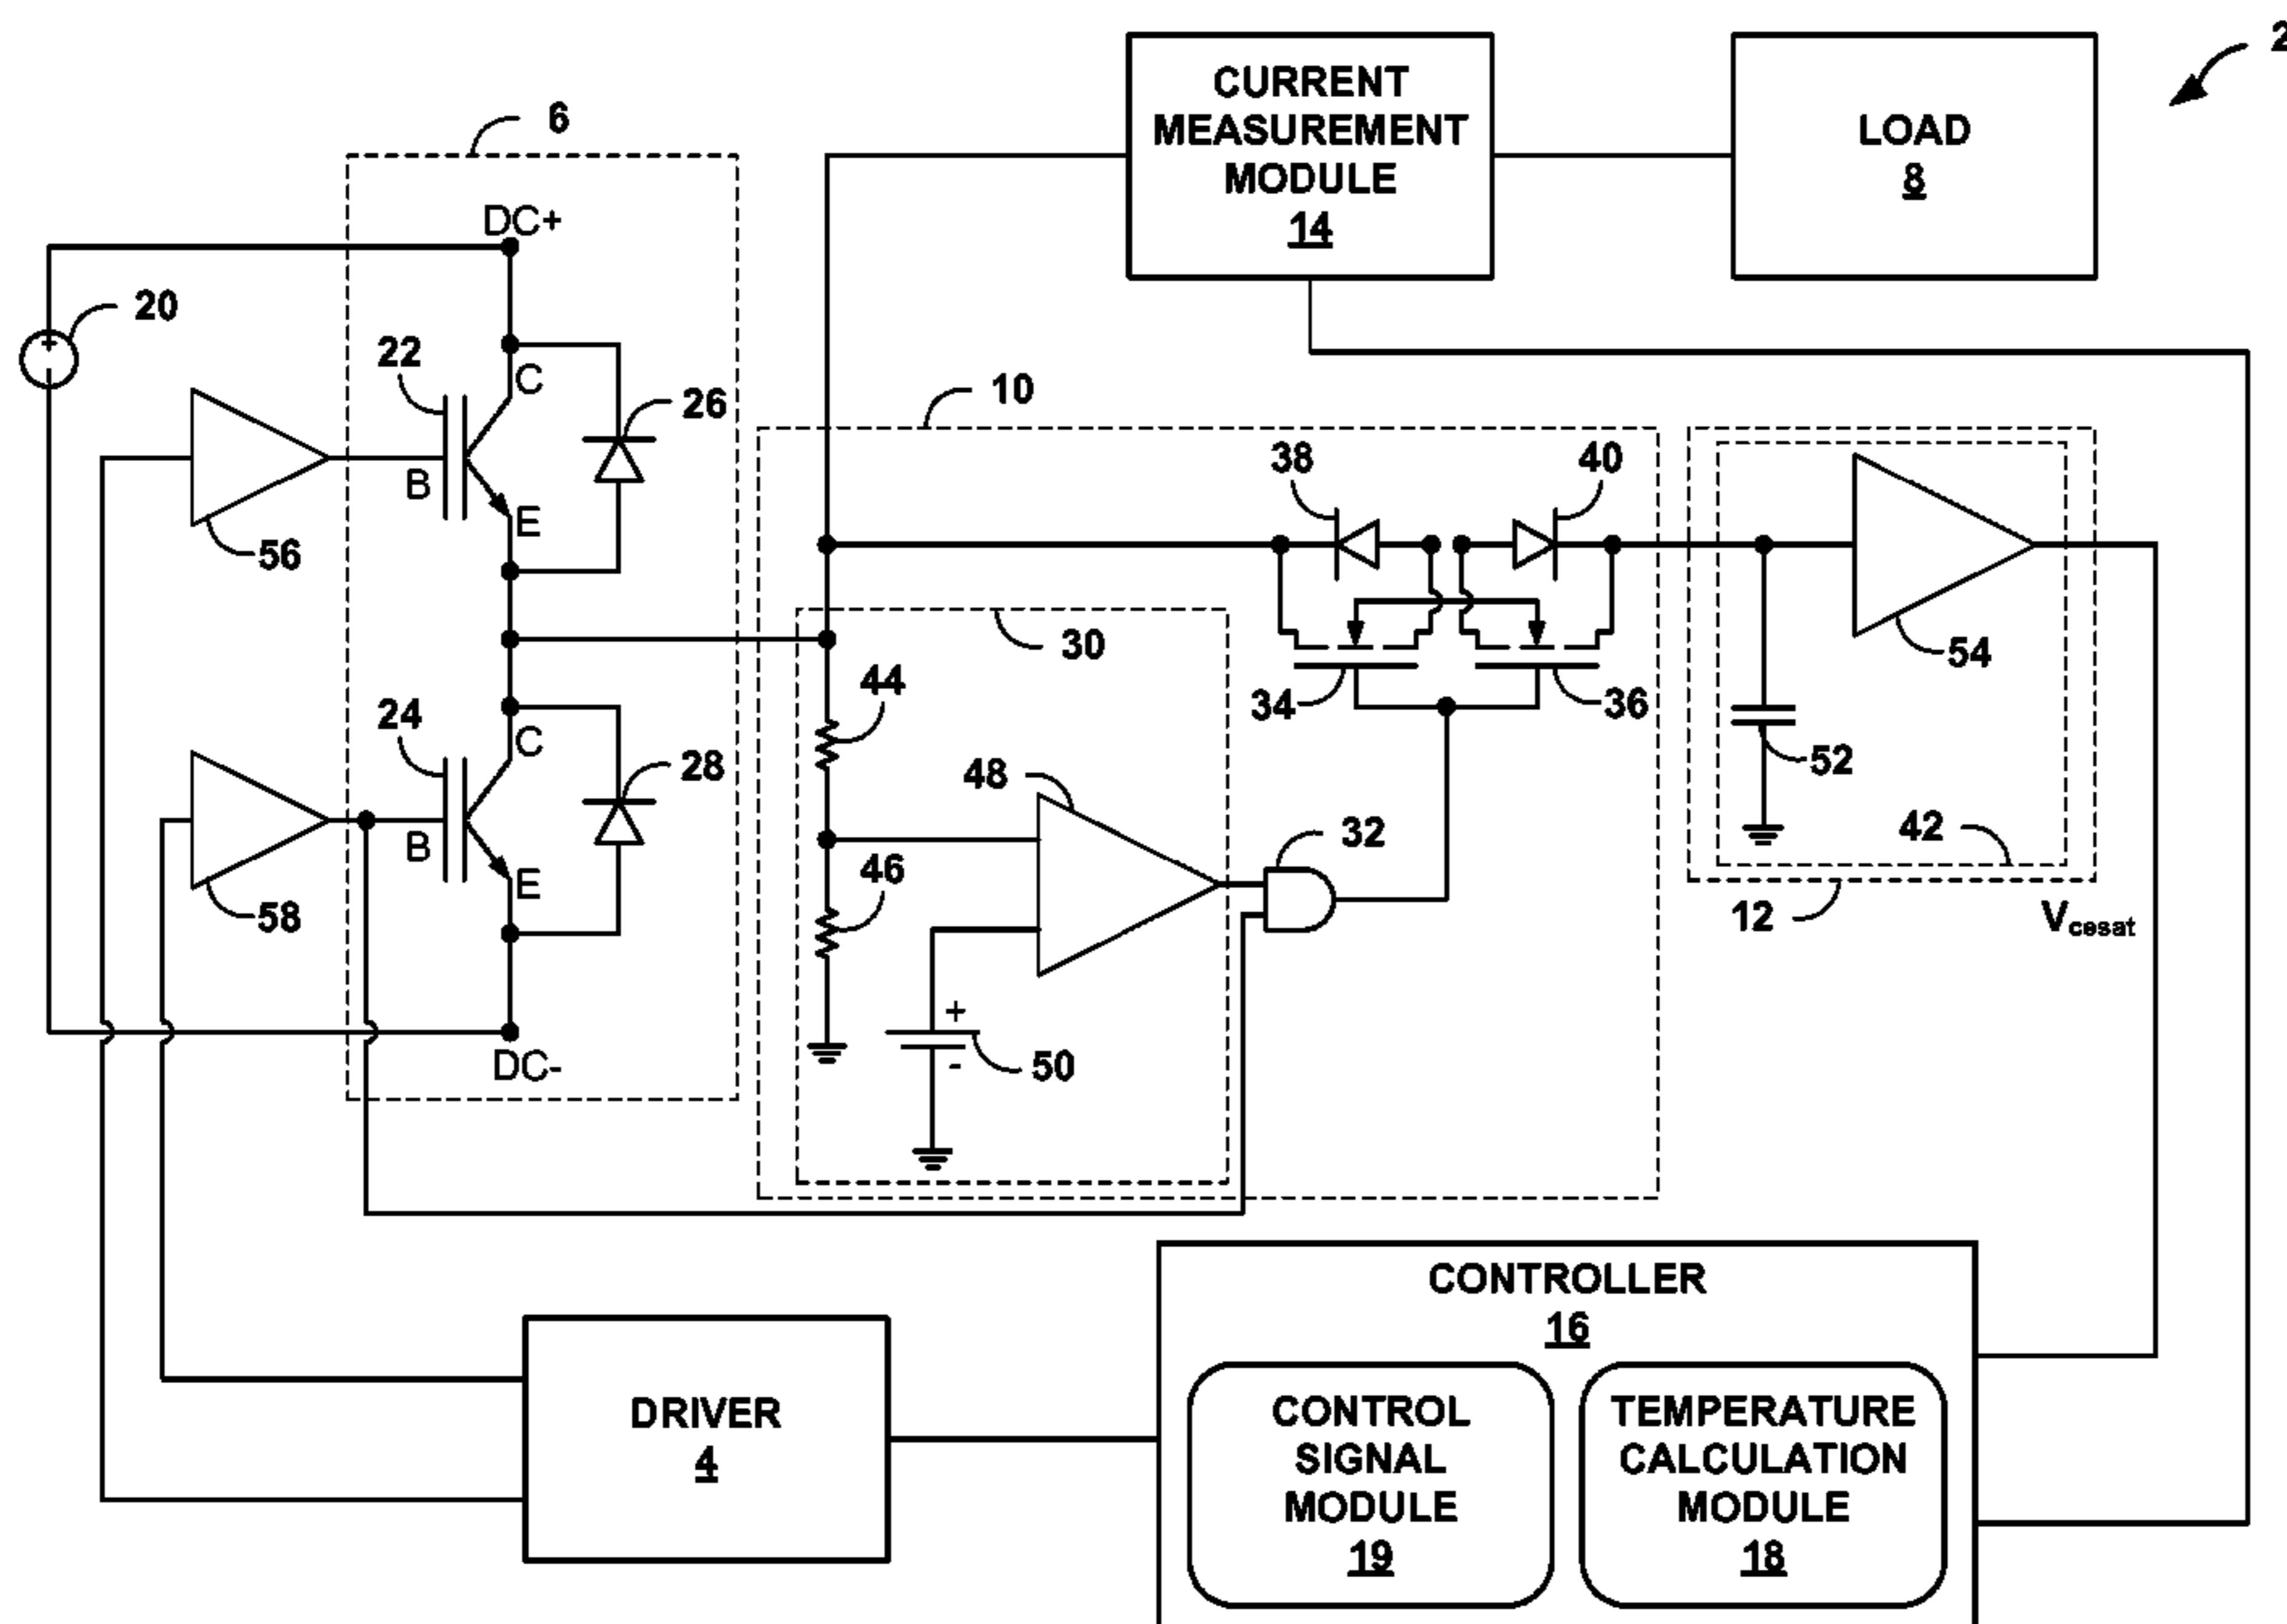 2
CURRENT
MEASUREMENT
MODULE
14
LOAD
8
6
DC+
20
22
C
26
B
E
56
10
38
40
54
30
34
36
44
24
C
28
B
E
58
48
32
46
52
42
12
Vcesat
+
-
50
DC-
+
-
CONTROLLER
16
DRIVER
4
CONTROL
SIGNAL
MODULE
19
TEMPERATURE
CALCULATION
MODULE
18